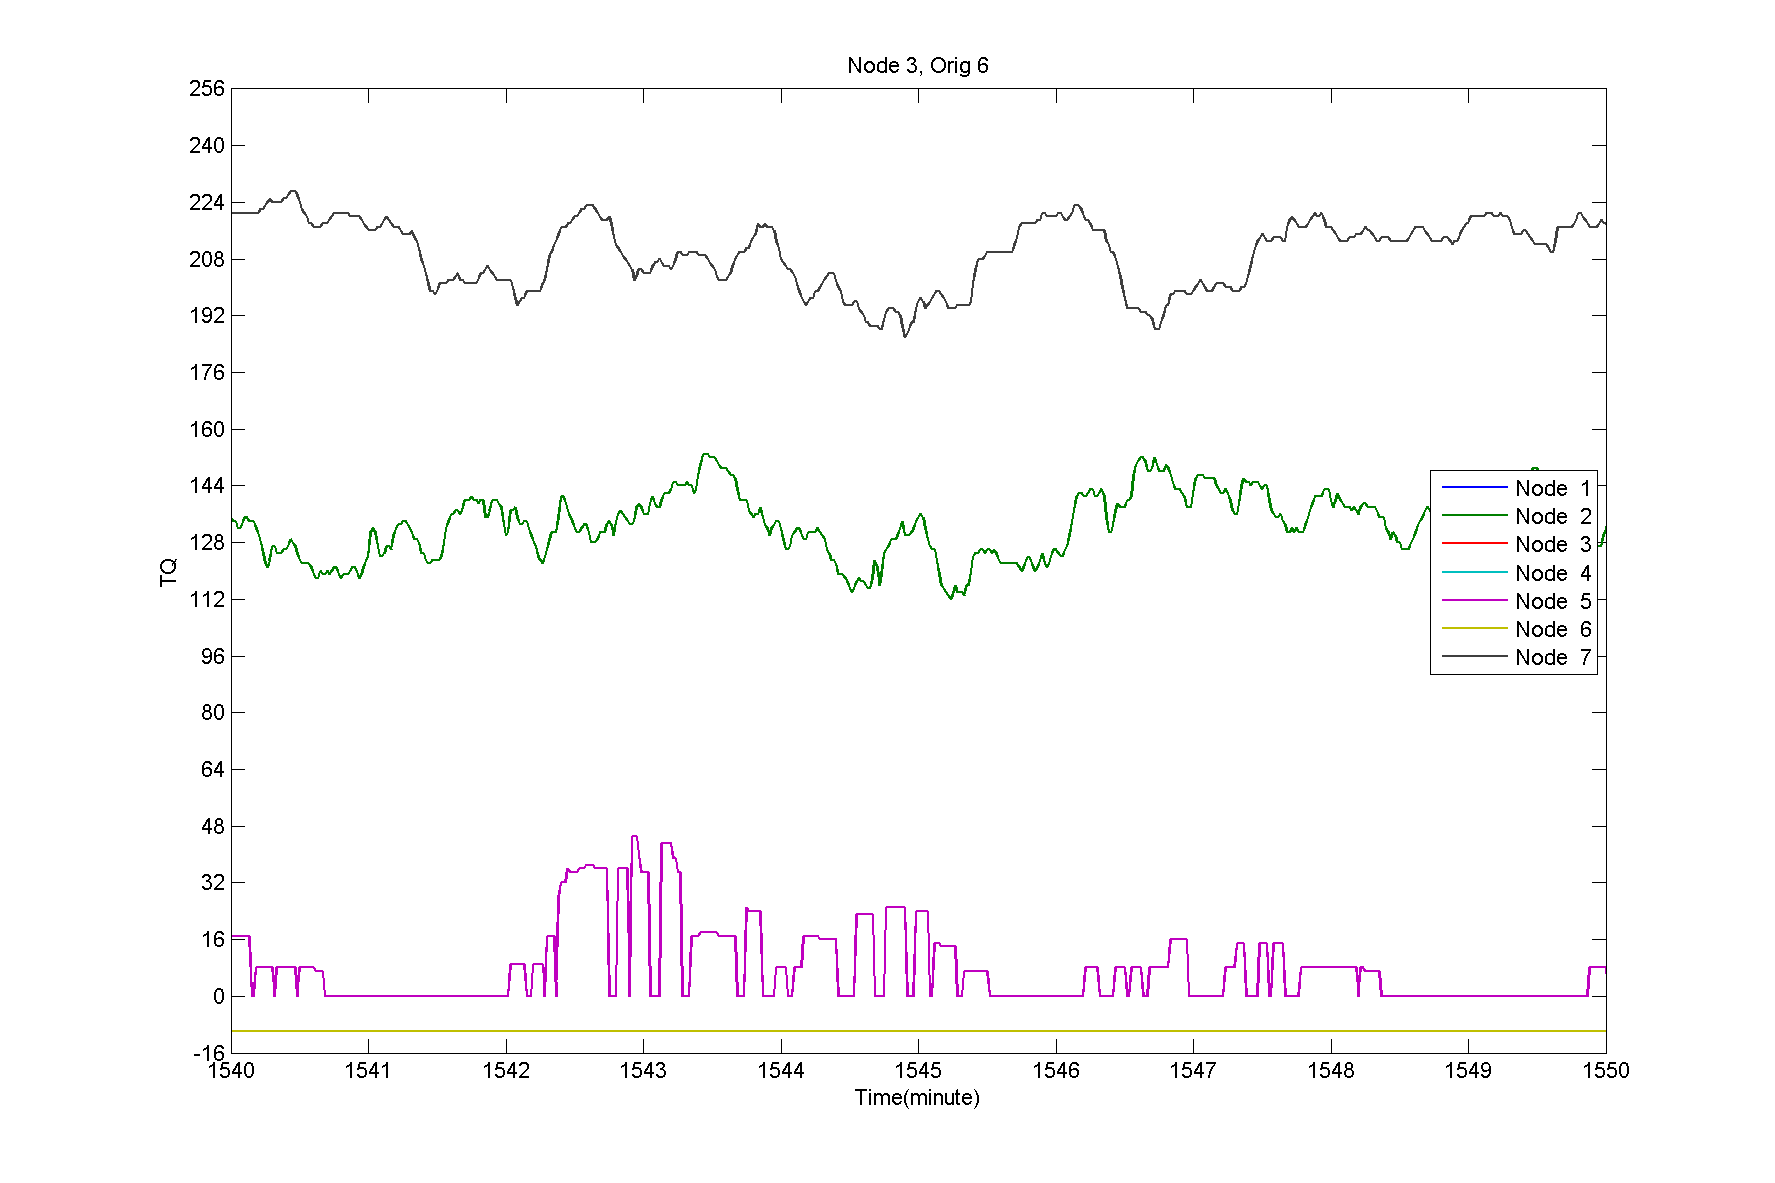 Node 3, Orig 6
256
240
224
208
192
176
160
144
128
112
96
80
64
48
32
16
0
-16
TQ
Node 1
Node 2
Node 3
Node 4
Node 5
Node 6
Node 7
1540 1541 1542 1543 1544 1545 1546 1547 1548 1549 1550
Time(minute)